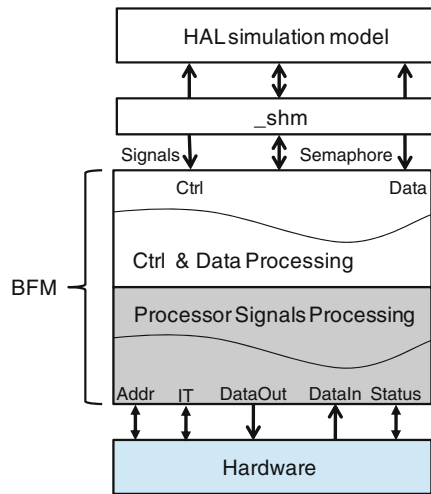 HAL simulation model
_shm
Signals Semaphore
Ctrl Data
Ctrl & Data Processing
BFM
Processor Signals Processing
Addr IT DataOut DataIn Status
Hardware